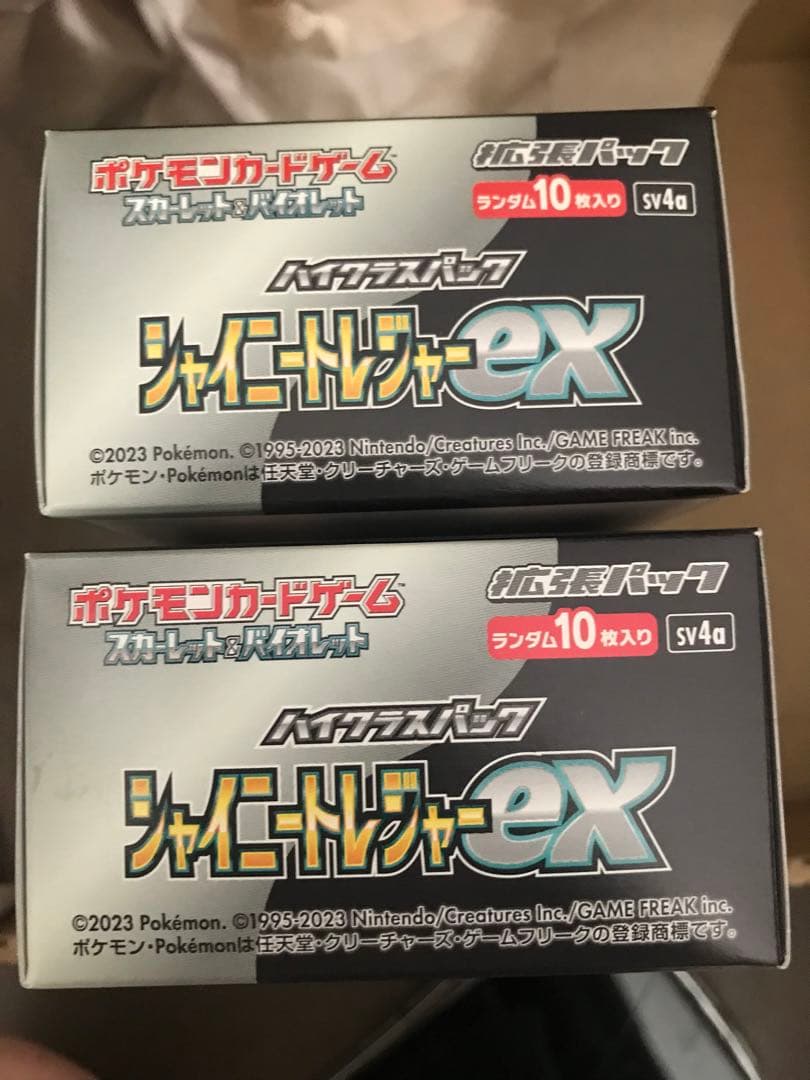 ポケモンカードゲーム™
スカーレット&バイオレット
拡張パック
ランダム10枚入り
sv4a
ハイクラスパック
シャイニートレジャーex
©2023 Pokémon. ©1995-2023 Nintendo/Creatures Inc./GAME FREAK inc.
ポケモン・Pokémonは任天堂・クリーチャーズ・ゲームフリークの登録商標です。
ポケモンカードゲーム™
スカーレット&バイオレット
拡張パック
ランダム10枚入り
sv4a
ハイクラスパック
シャイニートレジャーex
©2023 Pokémon. ©1995-2023 Nintendo/Creatures Inc./GAME FREAK inc.
ポケモン・Pokémonは任天堂・クリーチャーズ・ゲームフリークの登録商標です。